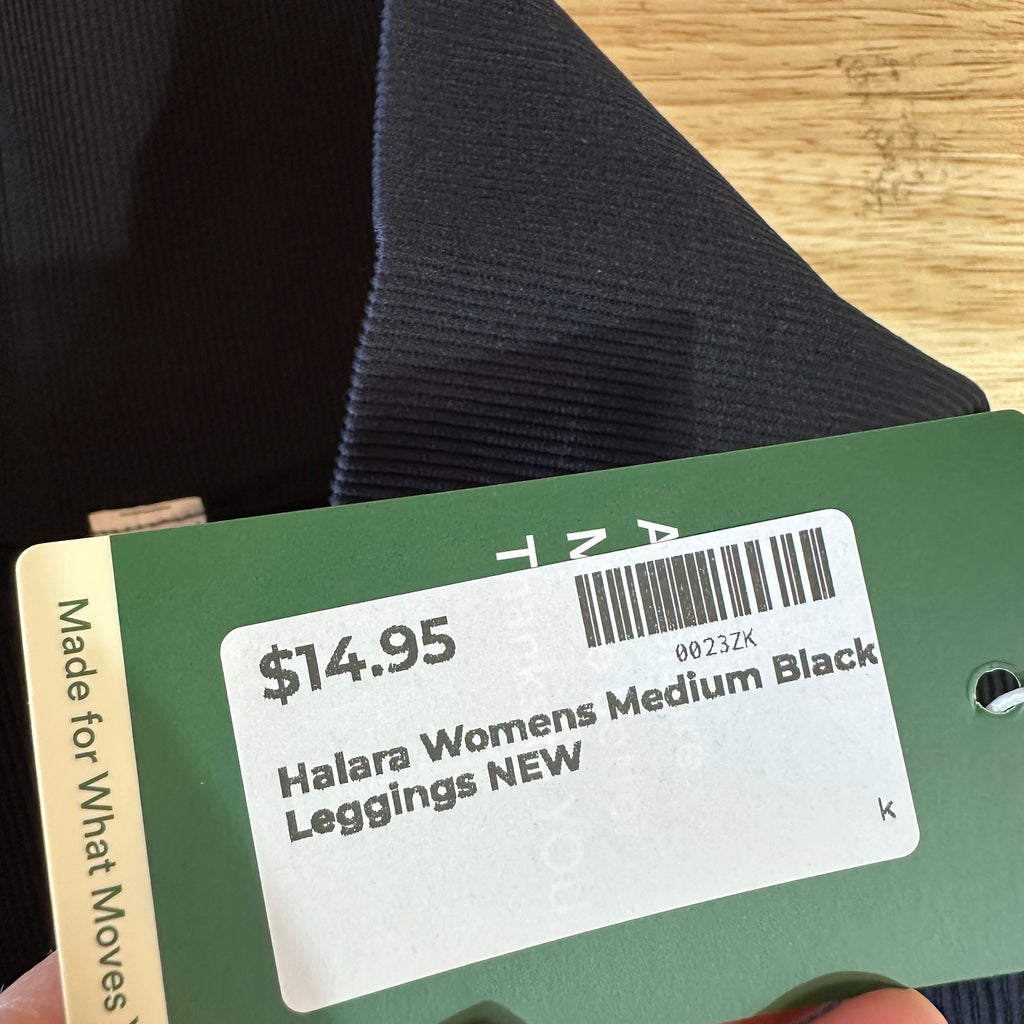 $14.95
0023ZK
Halara Womens Medium Black
Leggings NEW
k
Made for What Moves